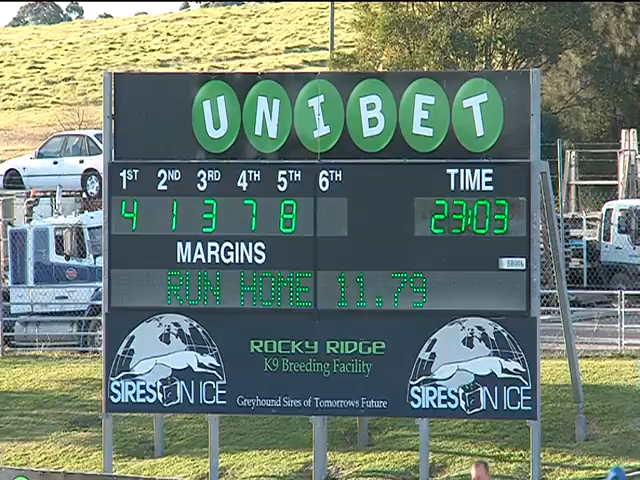 UNIBET
1ST 2ND 3RD 4TH 5TH 6TH TIME
4 1 3 7 8 23:03
MARGINS
BROOK
RUN HOME 11.79
ROCKY RIDGE
K9 Breeding Facility
SIRES ON ICE
Greyhound Sires of Tomorrows Future
SIRES ON ICE